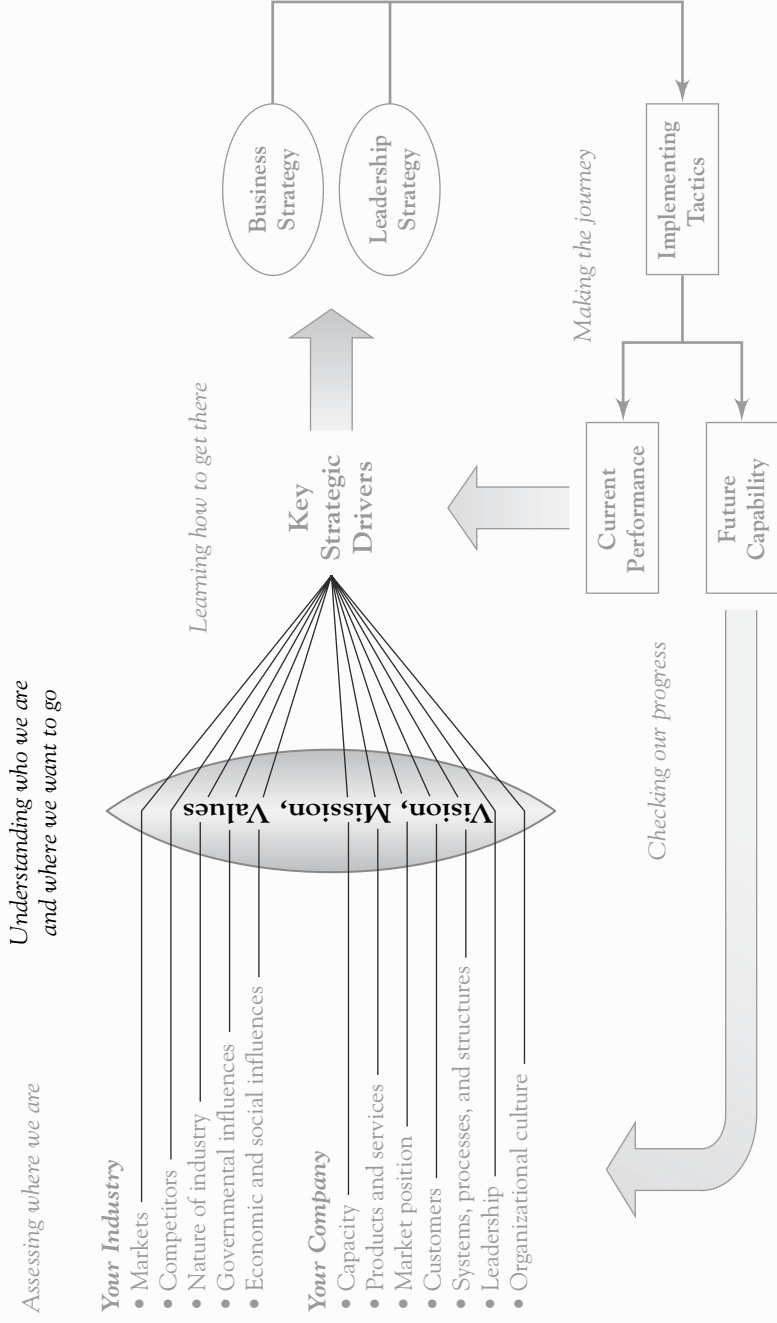 Assessing where we are
Understanding who we are
and where we want to go
Your Industry
• Markets
• Competitors
• Nature of industry
• Governmental influences
• Economic and social influences
Your Company
• Capacity
• Products and services
• Market position
• Customers
• Systems, processes, and structures
• Leadership
• Organizational culture
Vision, Mission, Values
Learning how to get there
Key
Strategic
Drivers
Business
Strategy
Leadership
Strategy
Making the journey
Implementing
Tactics
Current
Performance
Future
Capability
Checking our progress